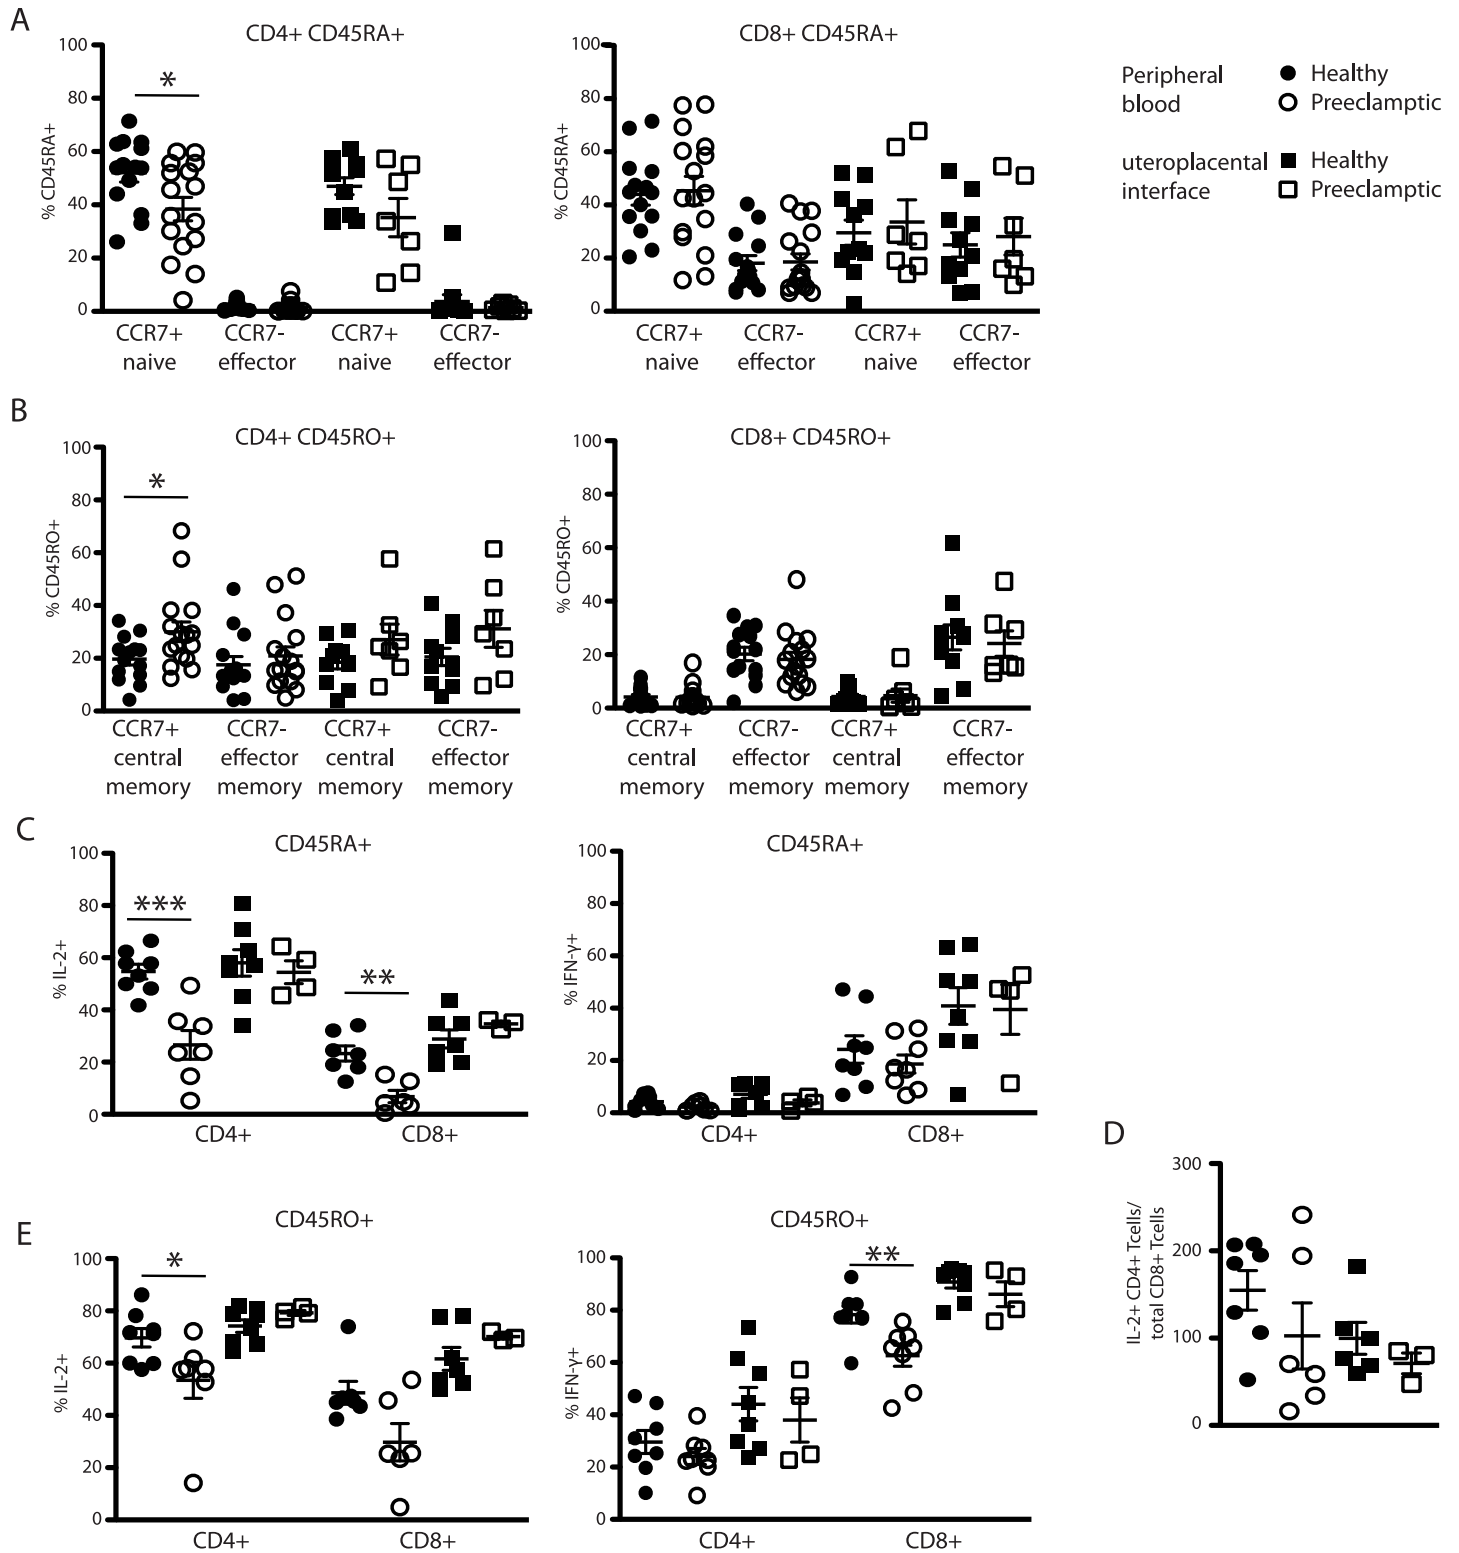 A
CD4+ CD45RA+
CD8+ CD45RA+
Peripheral
blood
Healthy
Preeclamptic
uteroplacental
interface
Healthy
Preeclamptic
% CD45RA+
100
80
60
40
20
0
*
CCR7+
naive
CCR7-
effector
CCR7+
naive
CCR7-
effector
% CD45RA+
100
80
60
40
20
0
CCR7+
naive
CCR7-
effector
CCR7+
naive
CCR7-
effector
B
CD4+ CD45RO+
CD8+ CD45RO+
% CD45RO+
100
80
60
40
20
0
*
CCR7+
central
memory
CCR7-
effector
memory
CCR7+
central
memory
CCR7-
effector
memory
% CD45RO+
100
80
60
40
20
0
CCR7+
central
memory
CCR7-
effector
memory
CCR7+
central
memory
CCR7-
effector
memory
C
CD45RA+
CD45RA+
% IL-2+
100
80
60
40
20
0
***
**
CD4+
CD8+
% IFN-γ+
100
80
60
40
20
0
CD4+
CD8+
D
IL-2+ CD4+ Tcells/
total CD8+ Tcells
300
200
100
0
E
CD45RO+
CD45RO+
% IL-2+
100
80
60
40
20
0
*
CD4+
CD8+
% IFN-γ+
100
80
60
40
20
0
**
CD4+
CD8+